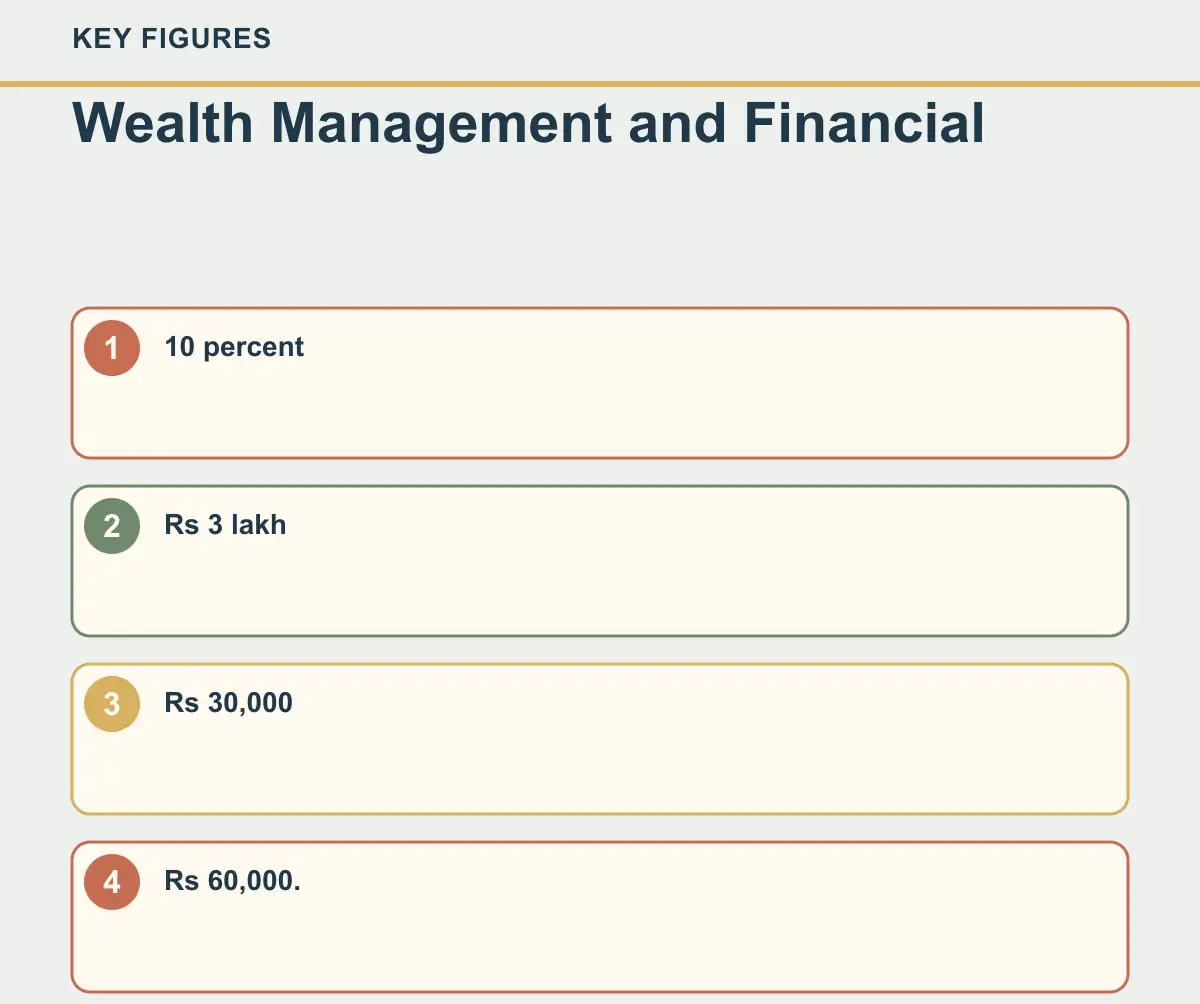 KEY FIGURES
Wealth Management and Financial
1 10 percent
2 Rs 3 lakh
3 Rs 30,000
4 Rs 60,000.